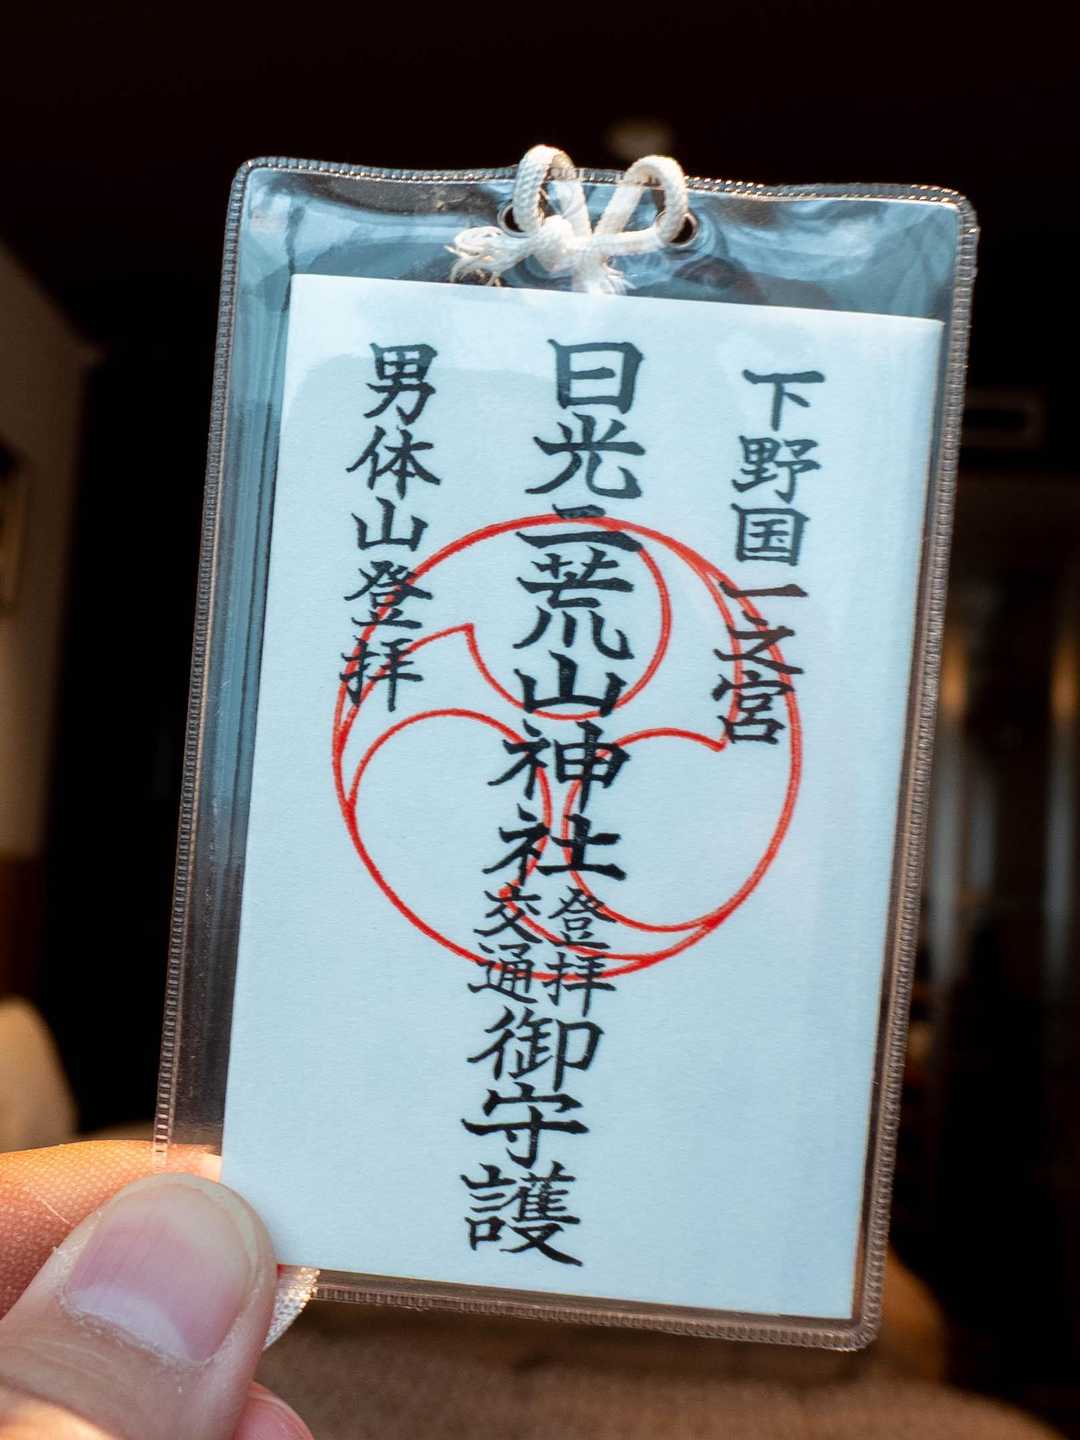 下野国一之宮
日光二荒山神社
登拝
交通
御守護
男体山登拝